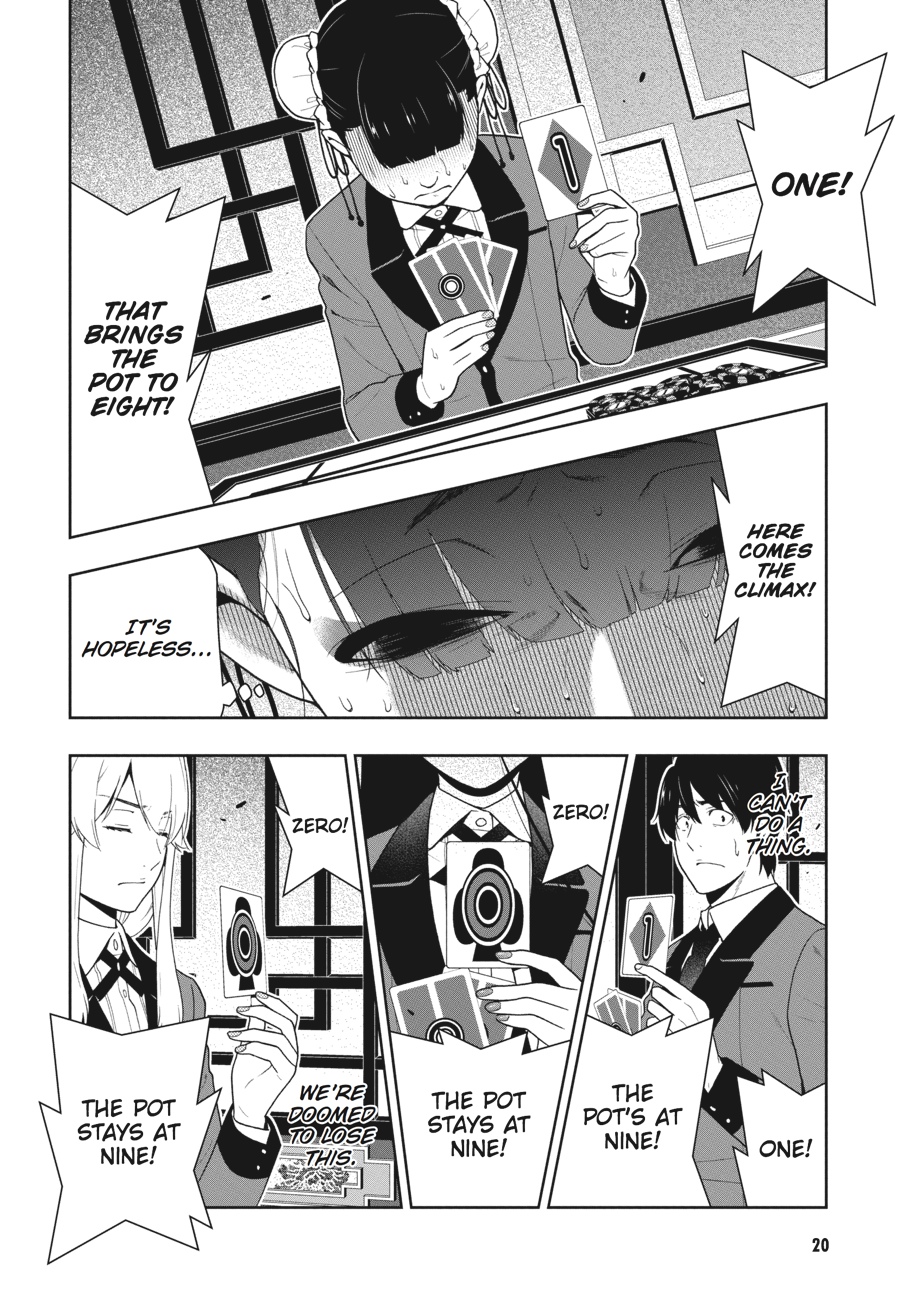 ONE!
1
THAT
BRINGS
THE
POT TO
EIGHT!
HERE
COMES
THE
CLIMAX!
IT'S
HOPELESS...
I
CAN'T
DO A
THING.
1
ONE!
THE
POT'S AT
NINE!
ZERO!
0
THE POT
STAYS AT
NINE!
ZERO!
0
WE'RE
DOOMED
TO LOSE
THIS.
THE POT
STAYS AT
NINE!
20